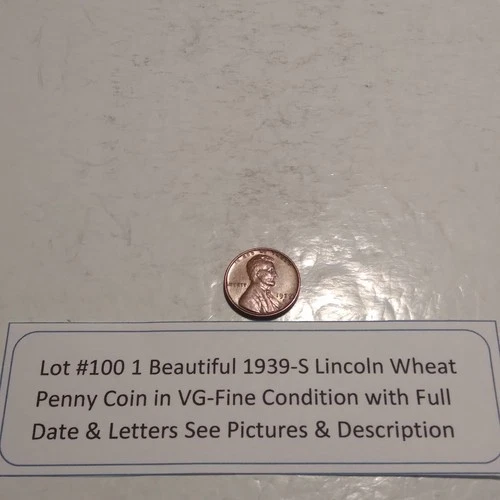 Lot #100 1 Beautiful 1939-S Lincoln Wheat
Penny Coin in VG-Fine Condition with Full
Date & Letters See Pictures & Description